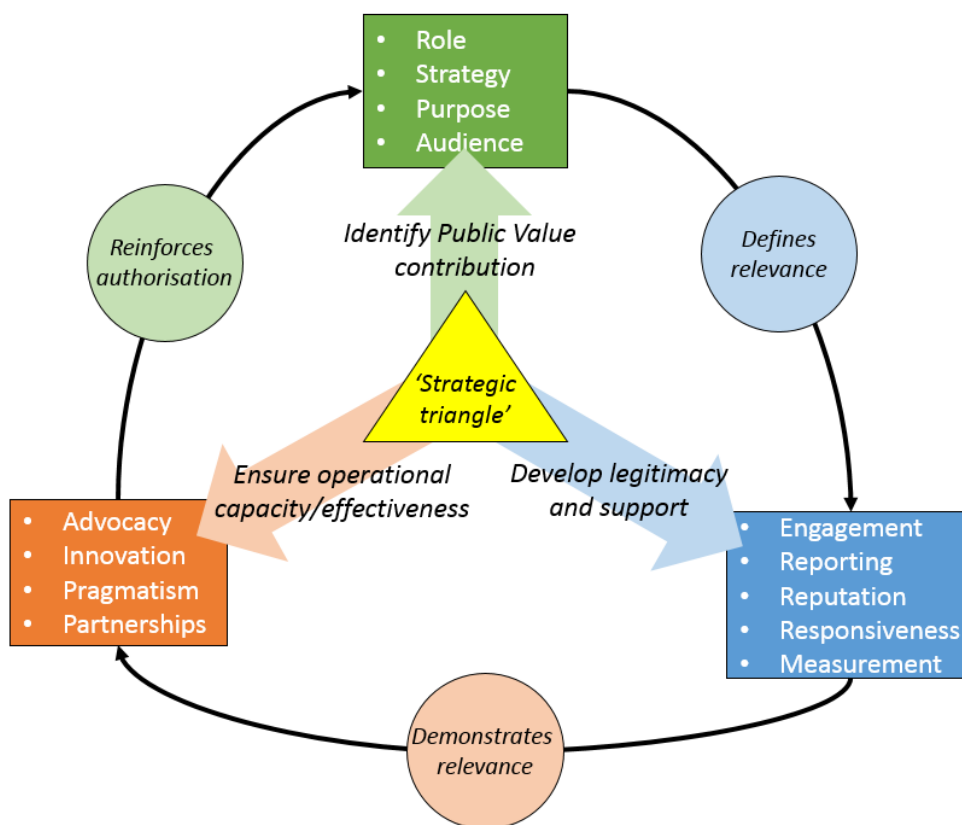 • Role
• Strategy
• Purpose
• Audience
Reinforces
authorisation
Identify Public Value
contribution
Defines
relevance
‘Strategic
triangle’
Ensure operational
capacity/effectiveness
Develop legitimacy
and support
• Advocacy
• Innovation
• Pragmatism
• Partnerships
• Engagement
• Reporting
• Reputation
• Responsiveness
• Measurement
Demonstrates
relevance